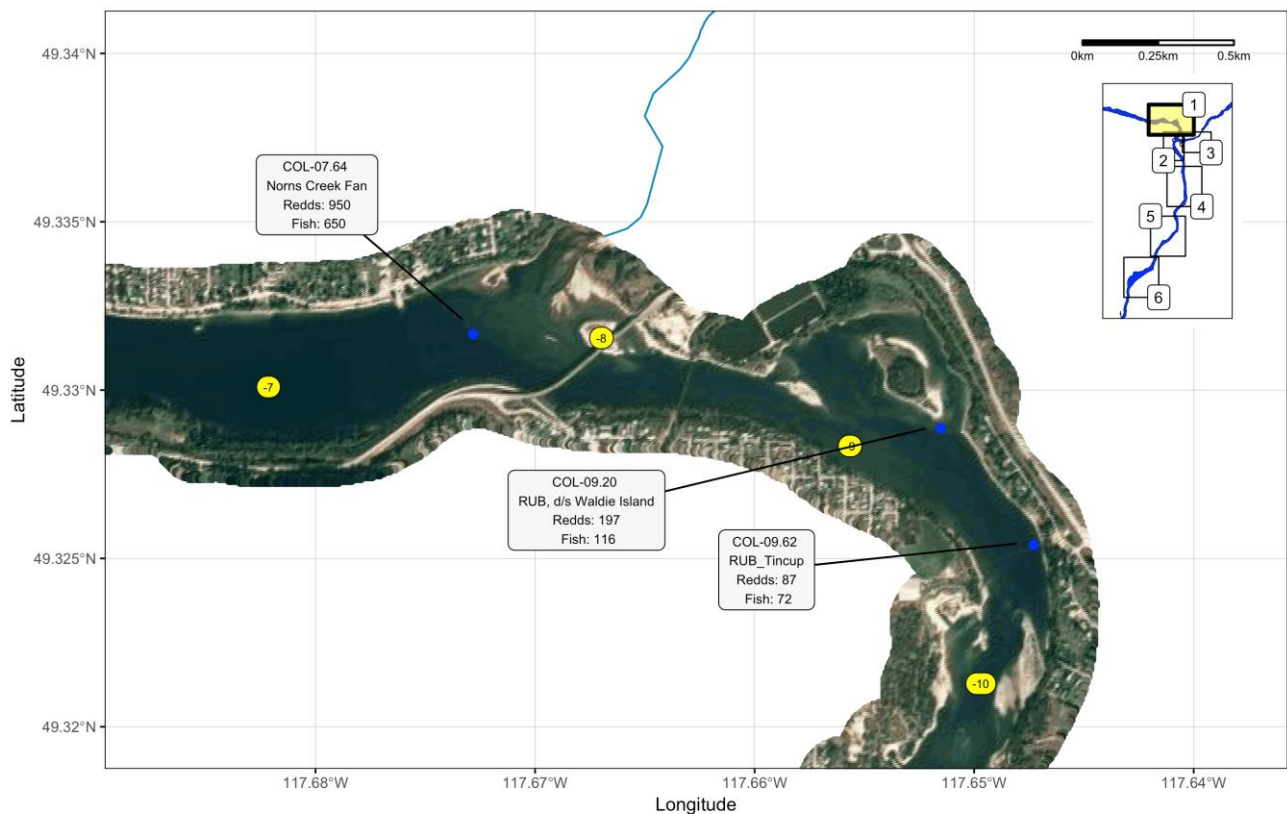 49.34°N
49.335°N
49.33°N
49.325°N
49.32°N
Latitude
COL-07.64
Norns Creek Fan
Redds: 950
Fish: 650
-7
-8
-9
COL-09.20
RUB, d/s Waldie Island
Redds: 197
Fish: 116
COL-09.62
RUB_Tincup
Redds: 87
Fish: 72
-10
0km 0.25km 0.5km
1
2
3
4
5
6
117.68°W 117.67°W 117.66°W 117.65°W 117.64°W
Longitude